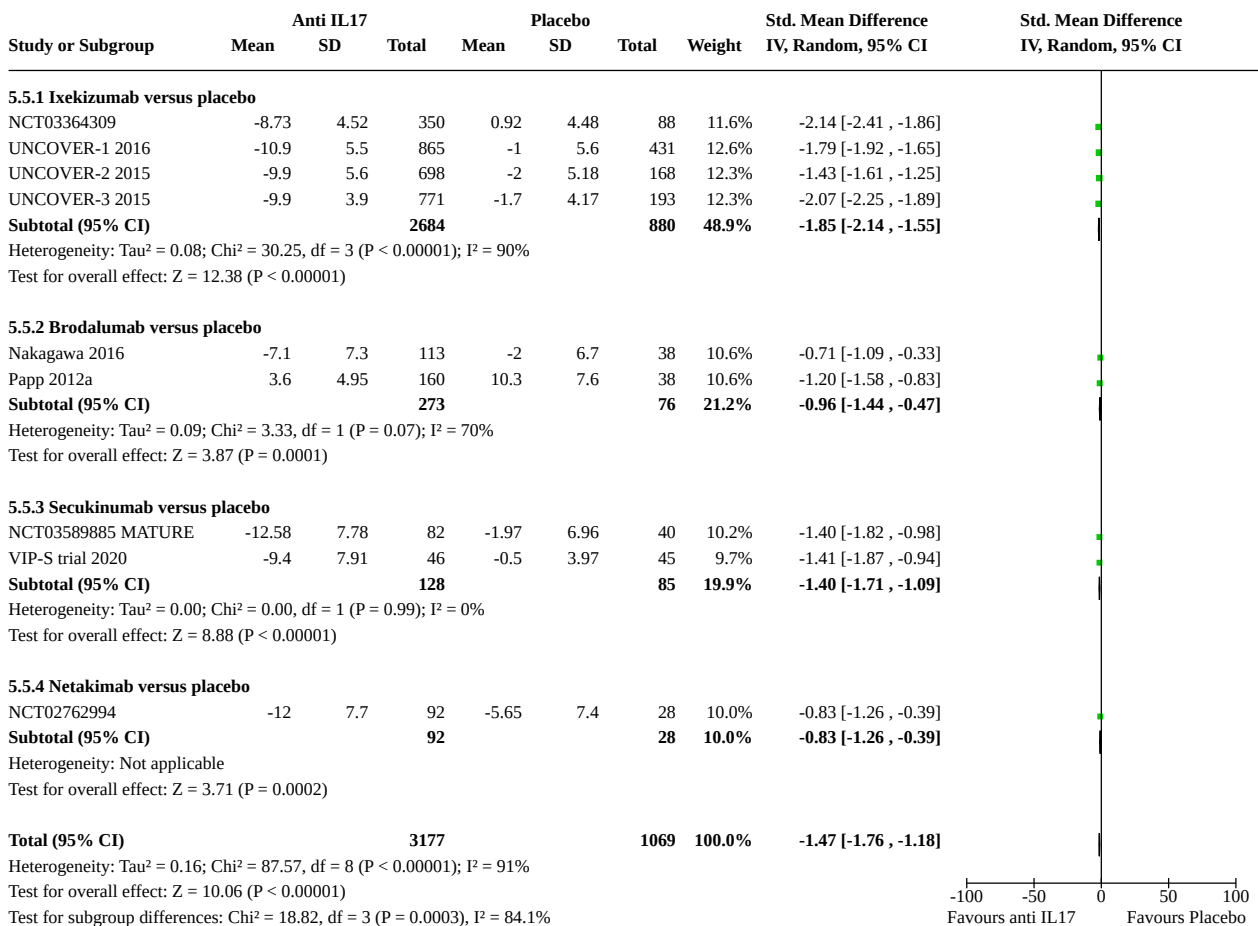 Anti IL17 Placebo Std. Mean Difference Std. Mean Difference
Study or Subgroup Mean SD Total Mean SD Total Weight IV, Random, 95% CI IV, Random, 95% CI
5.5.1 Ixekizumab versus placebo
NCT03364309 -8.73 4.52 350 0.92 4.48 88 11.6% -2.14 [-2.41 , -1.86]
UNCOVER-1 2016 -10.9 5.5 865 -1 5.6 431 12.6% -1.79 [-1.92 , -1.65]
UNCOVER-2 2015 -9.9 5.6 698 -2 5.18 168 12.3% -1.43 [-1.61 , -1.25]
UNCOVER-3 2015 -9.9 3.9 771 -1.7 4.17 193 12.3% -2.07 [-2.25 , -1.89]
Subtotal (95% CI) 2684 880 48.9% -1.85 [-2.14 , -1.55]
Heterogeneity: Tau² = 0.08; Chi² = 30.25, df = 3 (P < 0.00001); I² = 90%
Test for overall effect: Z = 12.38 (P < 0.00001)
5.5.2 Brodalumab versus placebo
Nakagawa 2016 -7.1 7.3 113 -2 6.7 38 10.6% -0.71 [-1.09 , -0.33]
Papp 2012a 3.6 4.95 160 10.3 7.6 38 10.6% -1.20 [-1.58 , -0.83]
Subtotal (95% CI) 273 76 21.2% -0.96 [-1.44 , -0.47]
Heterogeneity: Tau² = 0.09; Chi² = 3.33, df = 1 (P = 0.07); I² = 70%
Test for overall effect: Z = 3.87 (P = 0.0001)
5.5.3 Secukinumab versus placebo
NCT03589885 MATURE -12.58 7.78 82 -1.97 6.96 40 10.2% -1.40 [-1.82 , -0.98]
VIP-S trial 2020 -9.4 7.91 46 -0.5 3.97 45 9.7% -1.41 [-1.87 , -0.94]
Subtotal (95% CI) 128 85 19.9% -1.40 [-1.71 , -1.09]
Heterogeneity: Tau² = 0.00; Chi² = 0.00, df = 1 (P = 0.99); I² = 0%
Test for overall effect: Z = 8.88 (P < 0.00001)
5.5.4 Netakimab versus placebo
NCT02762994 -12 7.7 92 -5.65 7.4 28 10.0% -0.83 [-1.26 , -0.39]
Subtotal (95% CI) 92 28 10.0% -0.83 [-1.26 , -0.39]
Heterogeneity: Not applicable
Test for overall effect: Z = 3.71 (P = 0.0002)
Total (95% CI) 3177 1069 100.0% -1.47 [-1.76 , -1.18]
Heterogeneity: Tau² = 0.16; Chi² = 87.57, df = 8 (P < 0.00001); I² = 91%
Test for overall effect: Z = 10.06 (P < 0.00001) -100 -50 0 50 100
Test for subgroup differences: Chi² = 18.82, df = 3 (P = 0.0003), I² = 84.1% Favours anti IL17 Favours Placebo